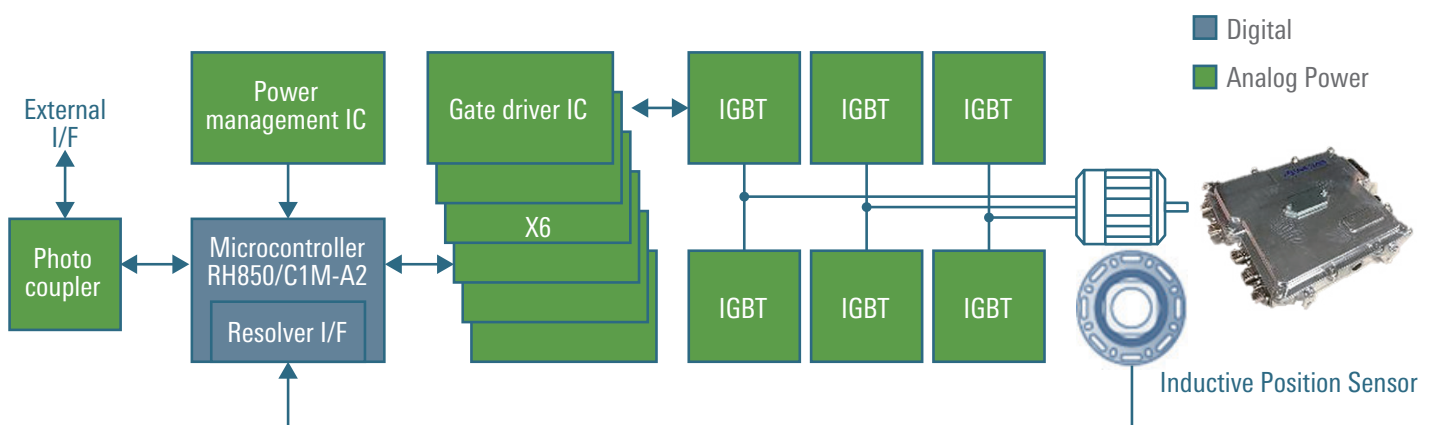 Digital
Analog Power
External
I/F
Power
management IC
Gate driver IC
IGBT
IGBT
IGBT
Photo
coupler
Microcontroller
RH850/C1M-A2
Resolver I/F
X6
IGBT
IGBT
IGBT
Inductive Position Sensor